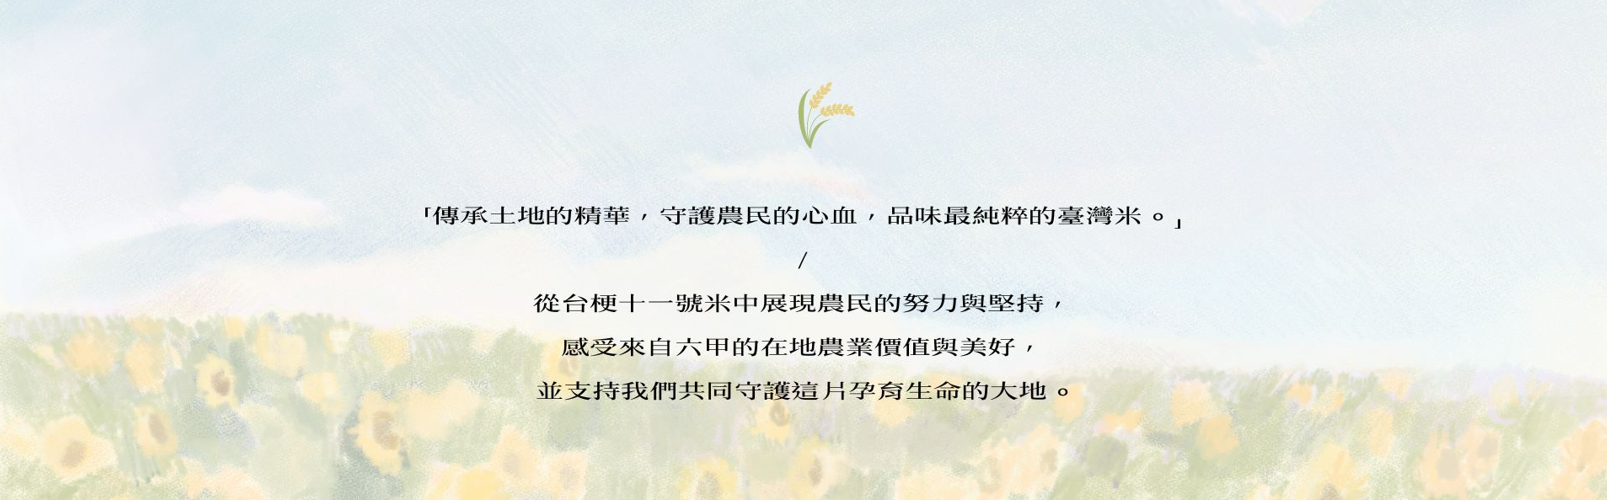 「傳承土地的精華，守護農民的心血，品味最純粹的臺灣米。」
/
從台梗十一號米中展現農民的努力與堅持，
感受來自六甲的在地農業價值與美好，
並支持我們共同守護這片孕育生命的大地。